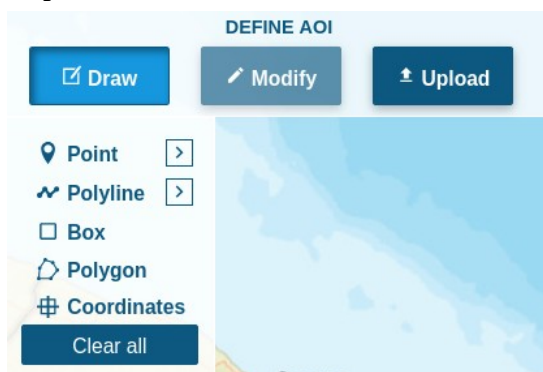 DEFINE AOI
Draw Modify Upload
Point
Polyline
Box
Polygon
Coordinates
Clear all